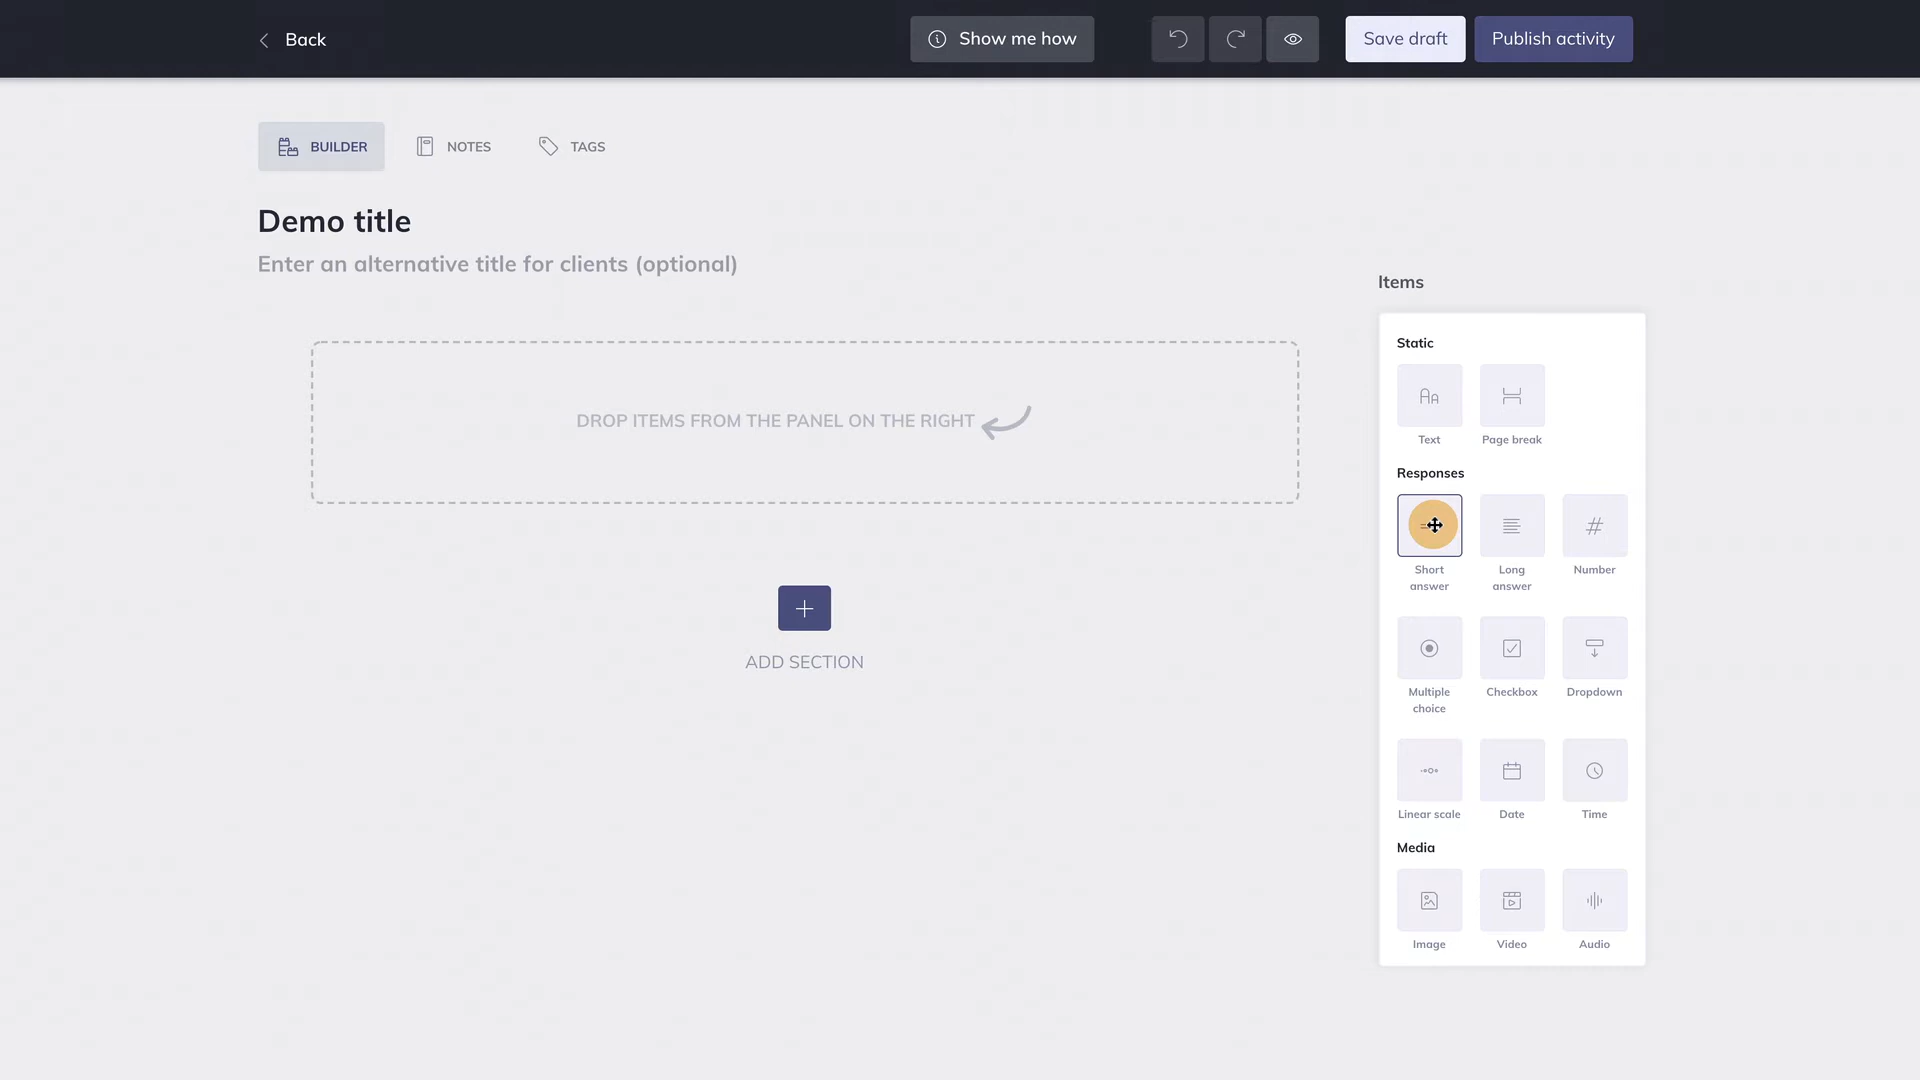 Back
Show me how
Save draft
Publish activity
BUILDER
NOTES
TAGS
Demo title
Enter an alternative title for clients (optional)
DROP ITEMS FROM THE PANEL ON THE RIGHT
ADD SECTION
Items
Static
Text
Page break
Responses
Short
answer
Long
answer
Number
Multiple
choice
Checkbox
Dropdown
Linear scale
Date
Time
Media
Image
Video
Audio